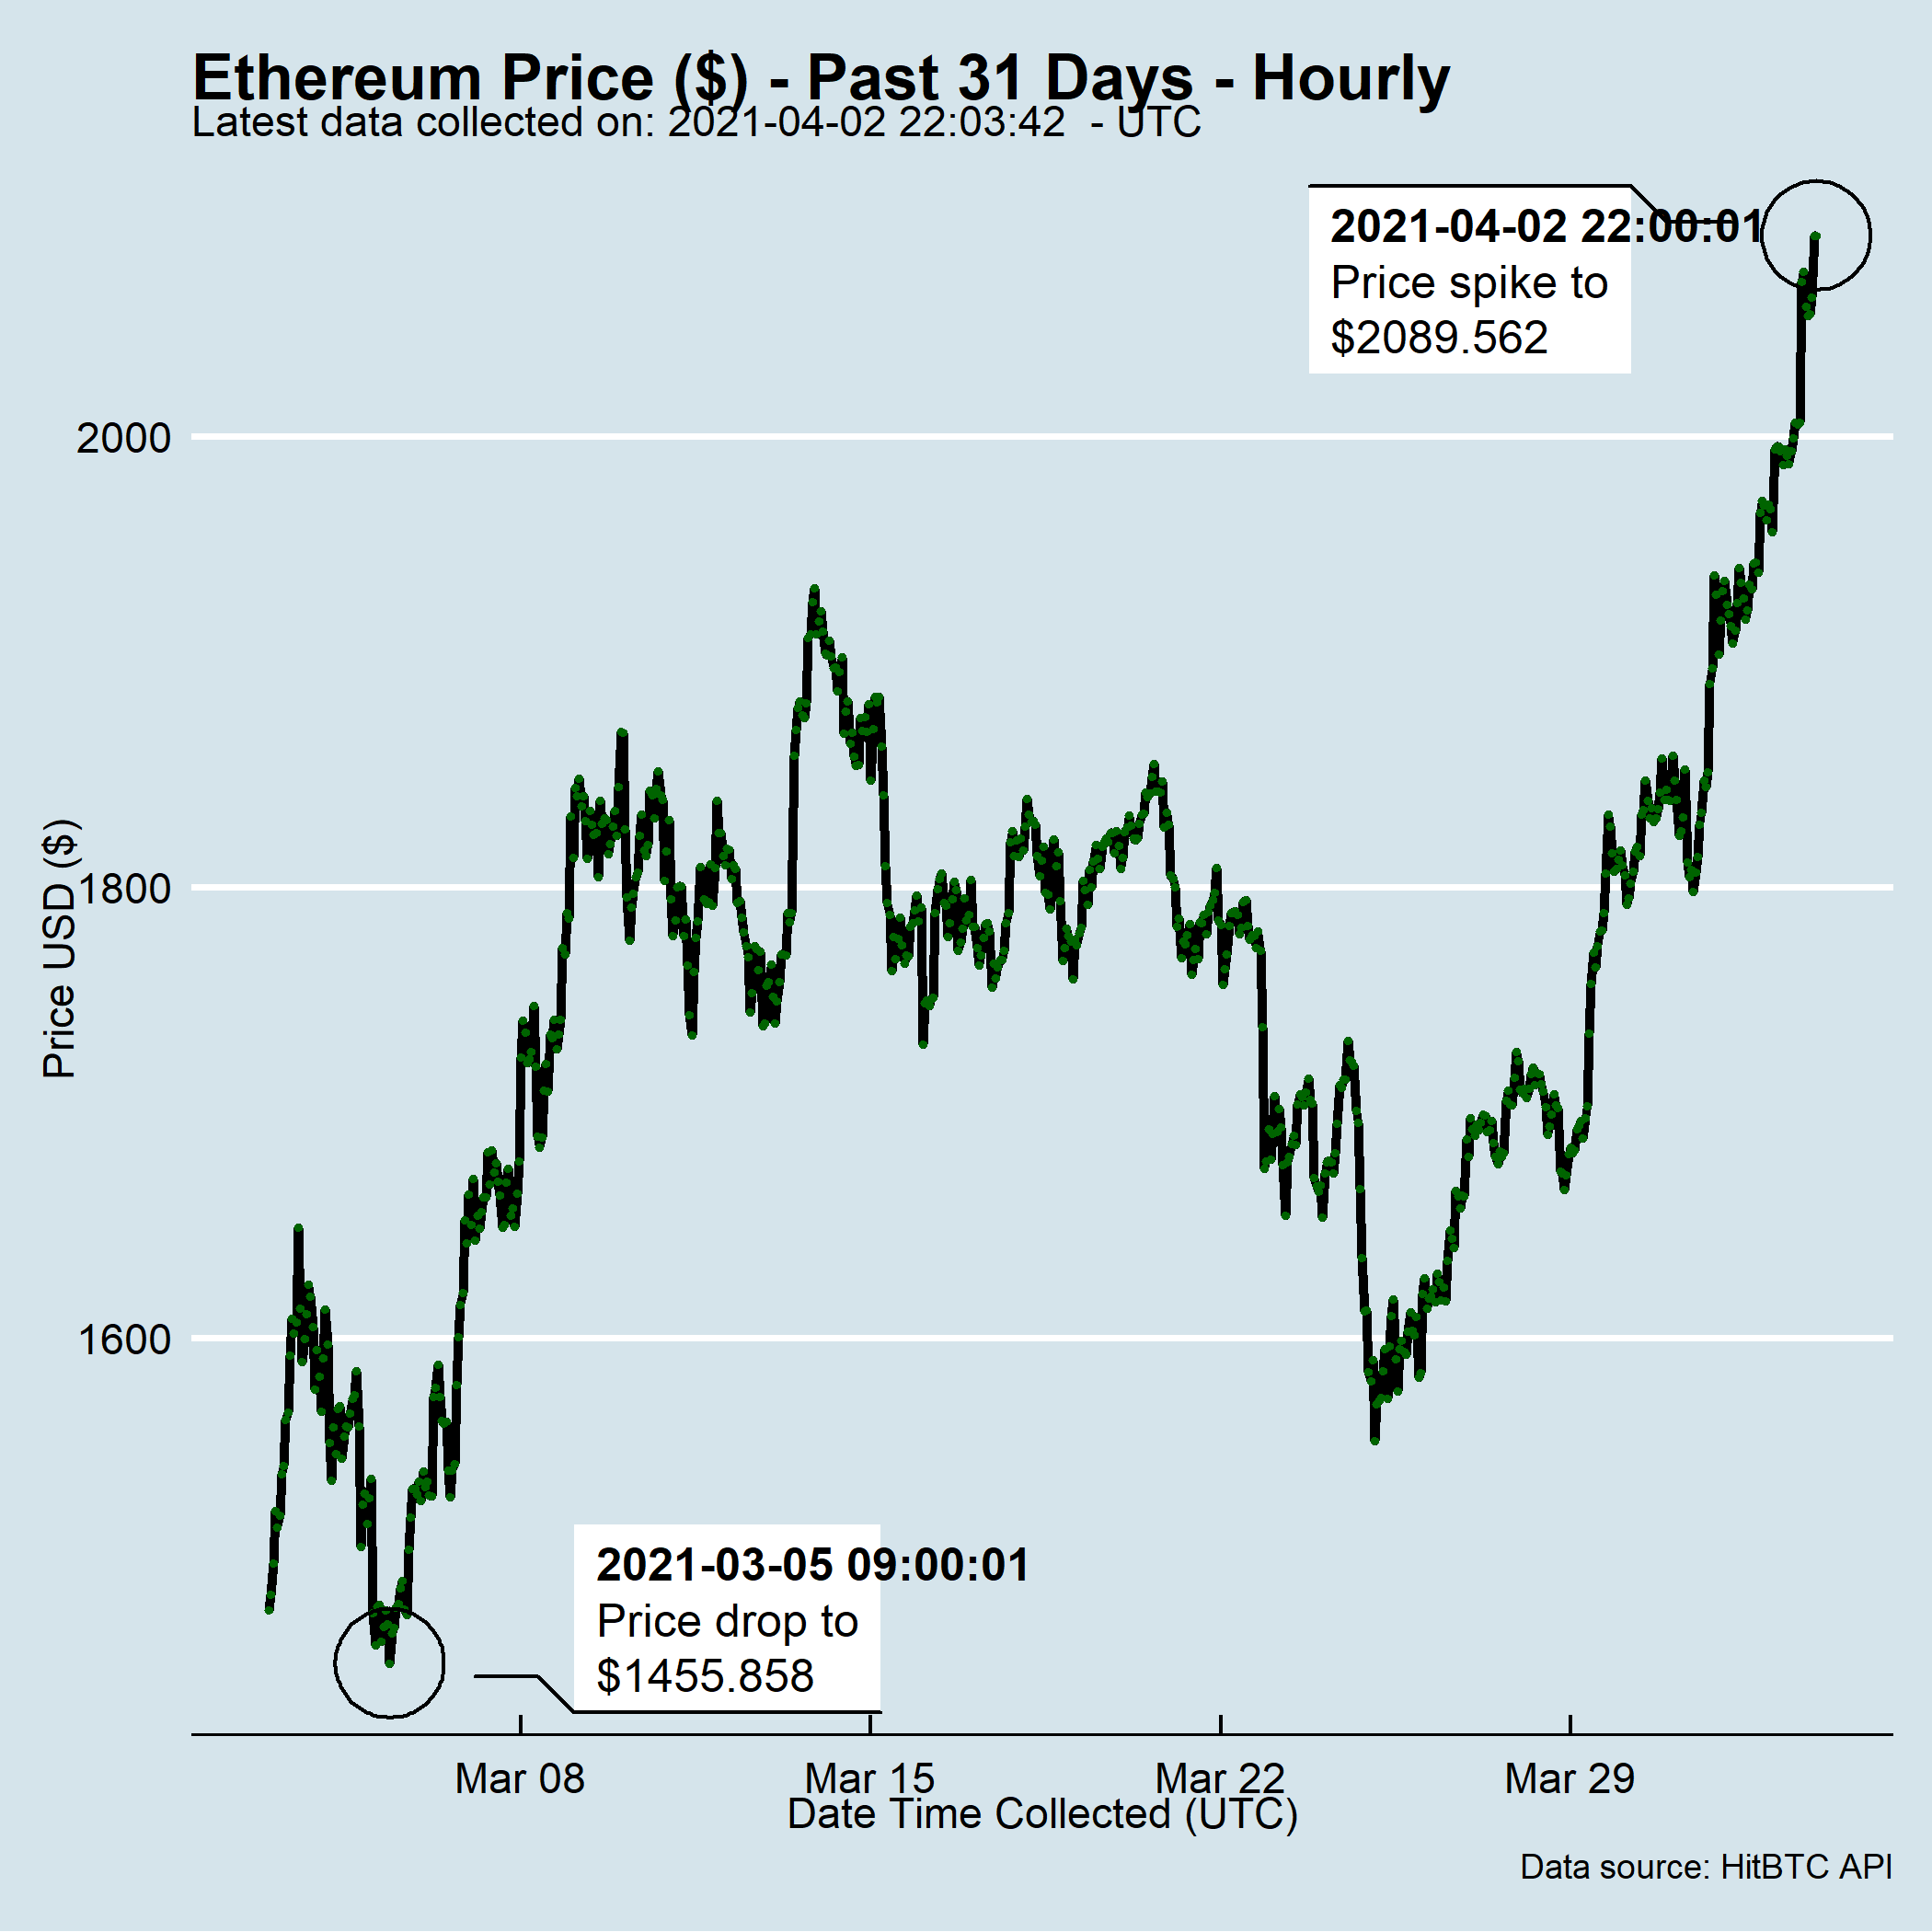 Ethereum Price ($) - Past 31 Days - Hourly
Latest data collected on: 2021-04-02 22:03:42  - UTC
2021-04-02 22:00:01
Price spike to
$2089.562
2000
1800
1600
Price USD ($)
2021-03-05 09:00:01
Price drop to
$1455.858
Mar 08
Mar 15
Mar 22
Mar 29
Date Time Collected (UTC)
Data source: HitBTC API